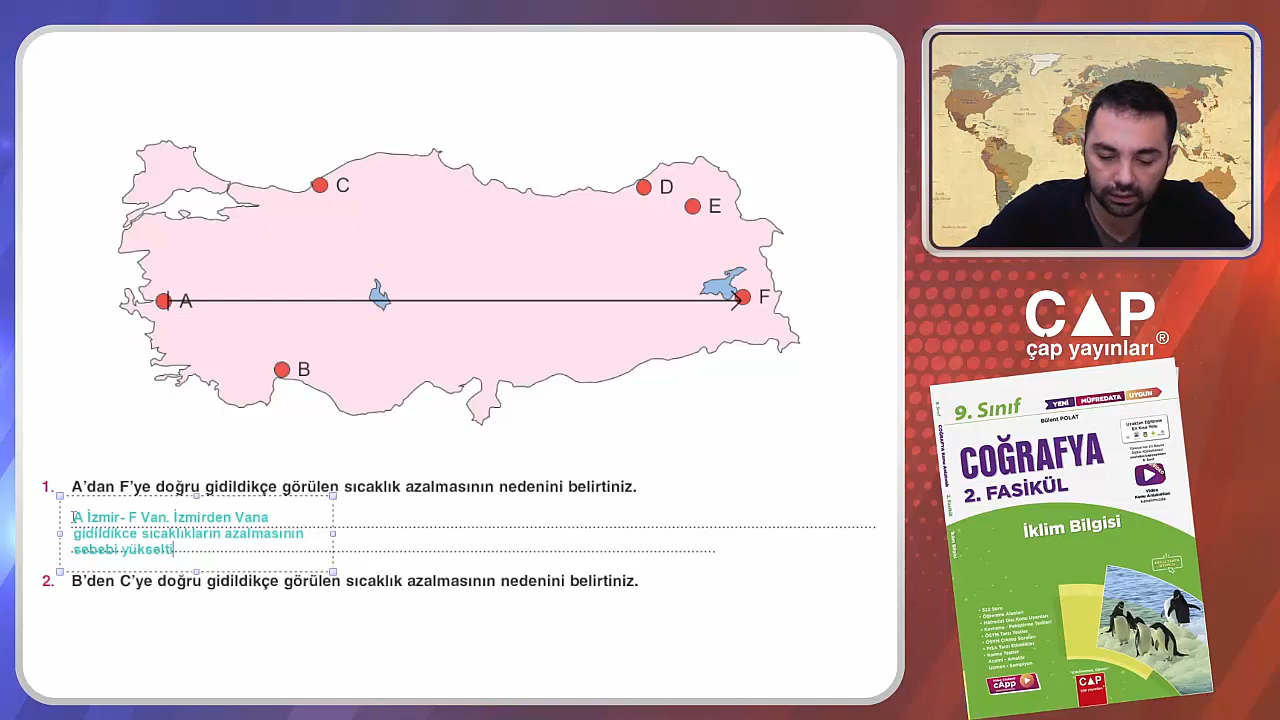 C
D
E
A
F
B
1. A'dan F'ye doğru gidildikçe görülen sıcaklık azalmasının nedenini belirtiniz.
A İzmir- F Van. İzmirden Vana
gidildikce sıcaklıkların azalmasının
sebebi yükselti
2. B'den C'ye doğru gidildikçe görülen sıcaklık azalmasının nedenini belirtiniz.
ÇAP
çap yayınları®
9. Sınıf
YENİ MÜFREDATA UYGUN
Bülent POLAT
COĞRAFYA
2. FASİKÜL
İklim Bilgisi
ÇAP